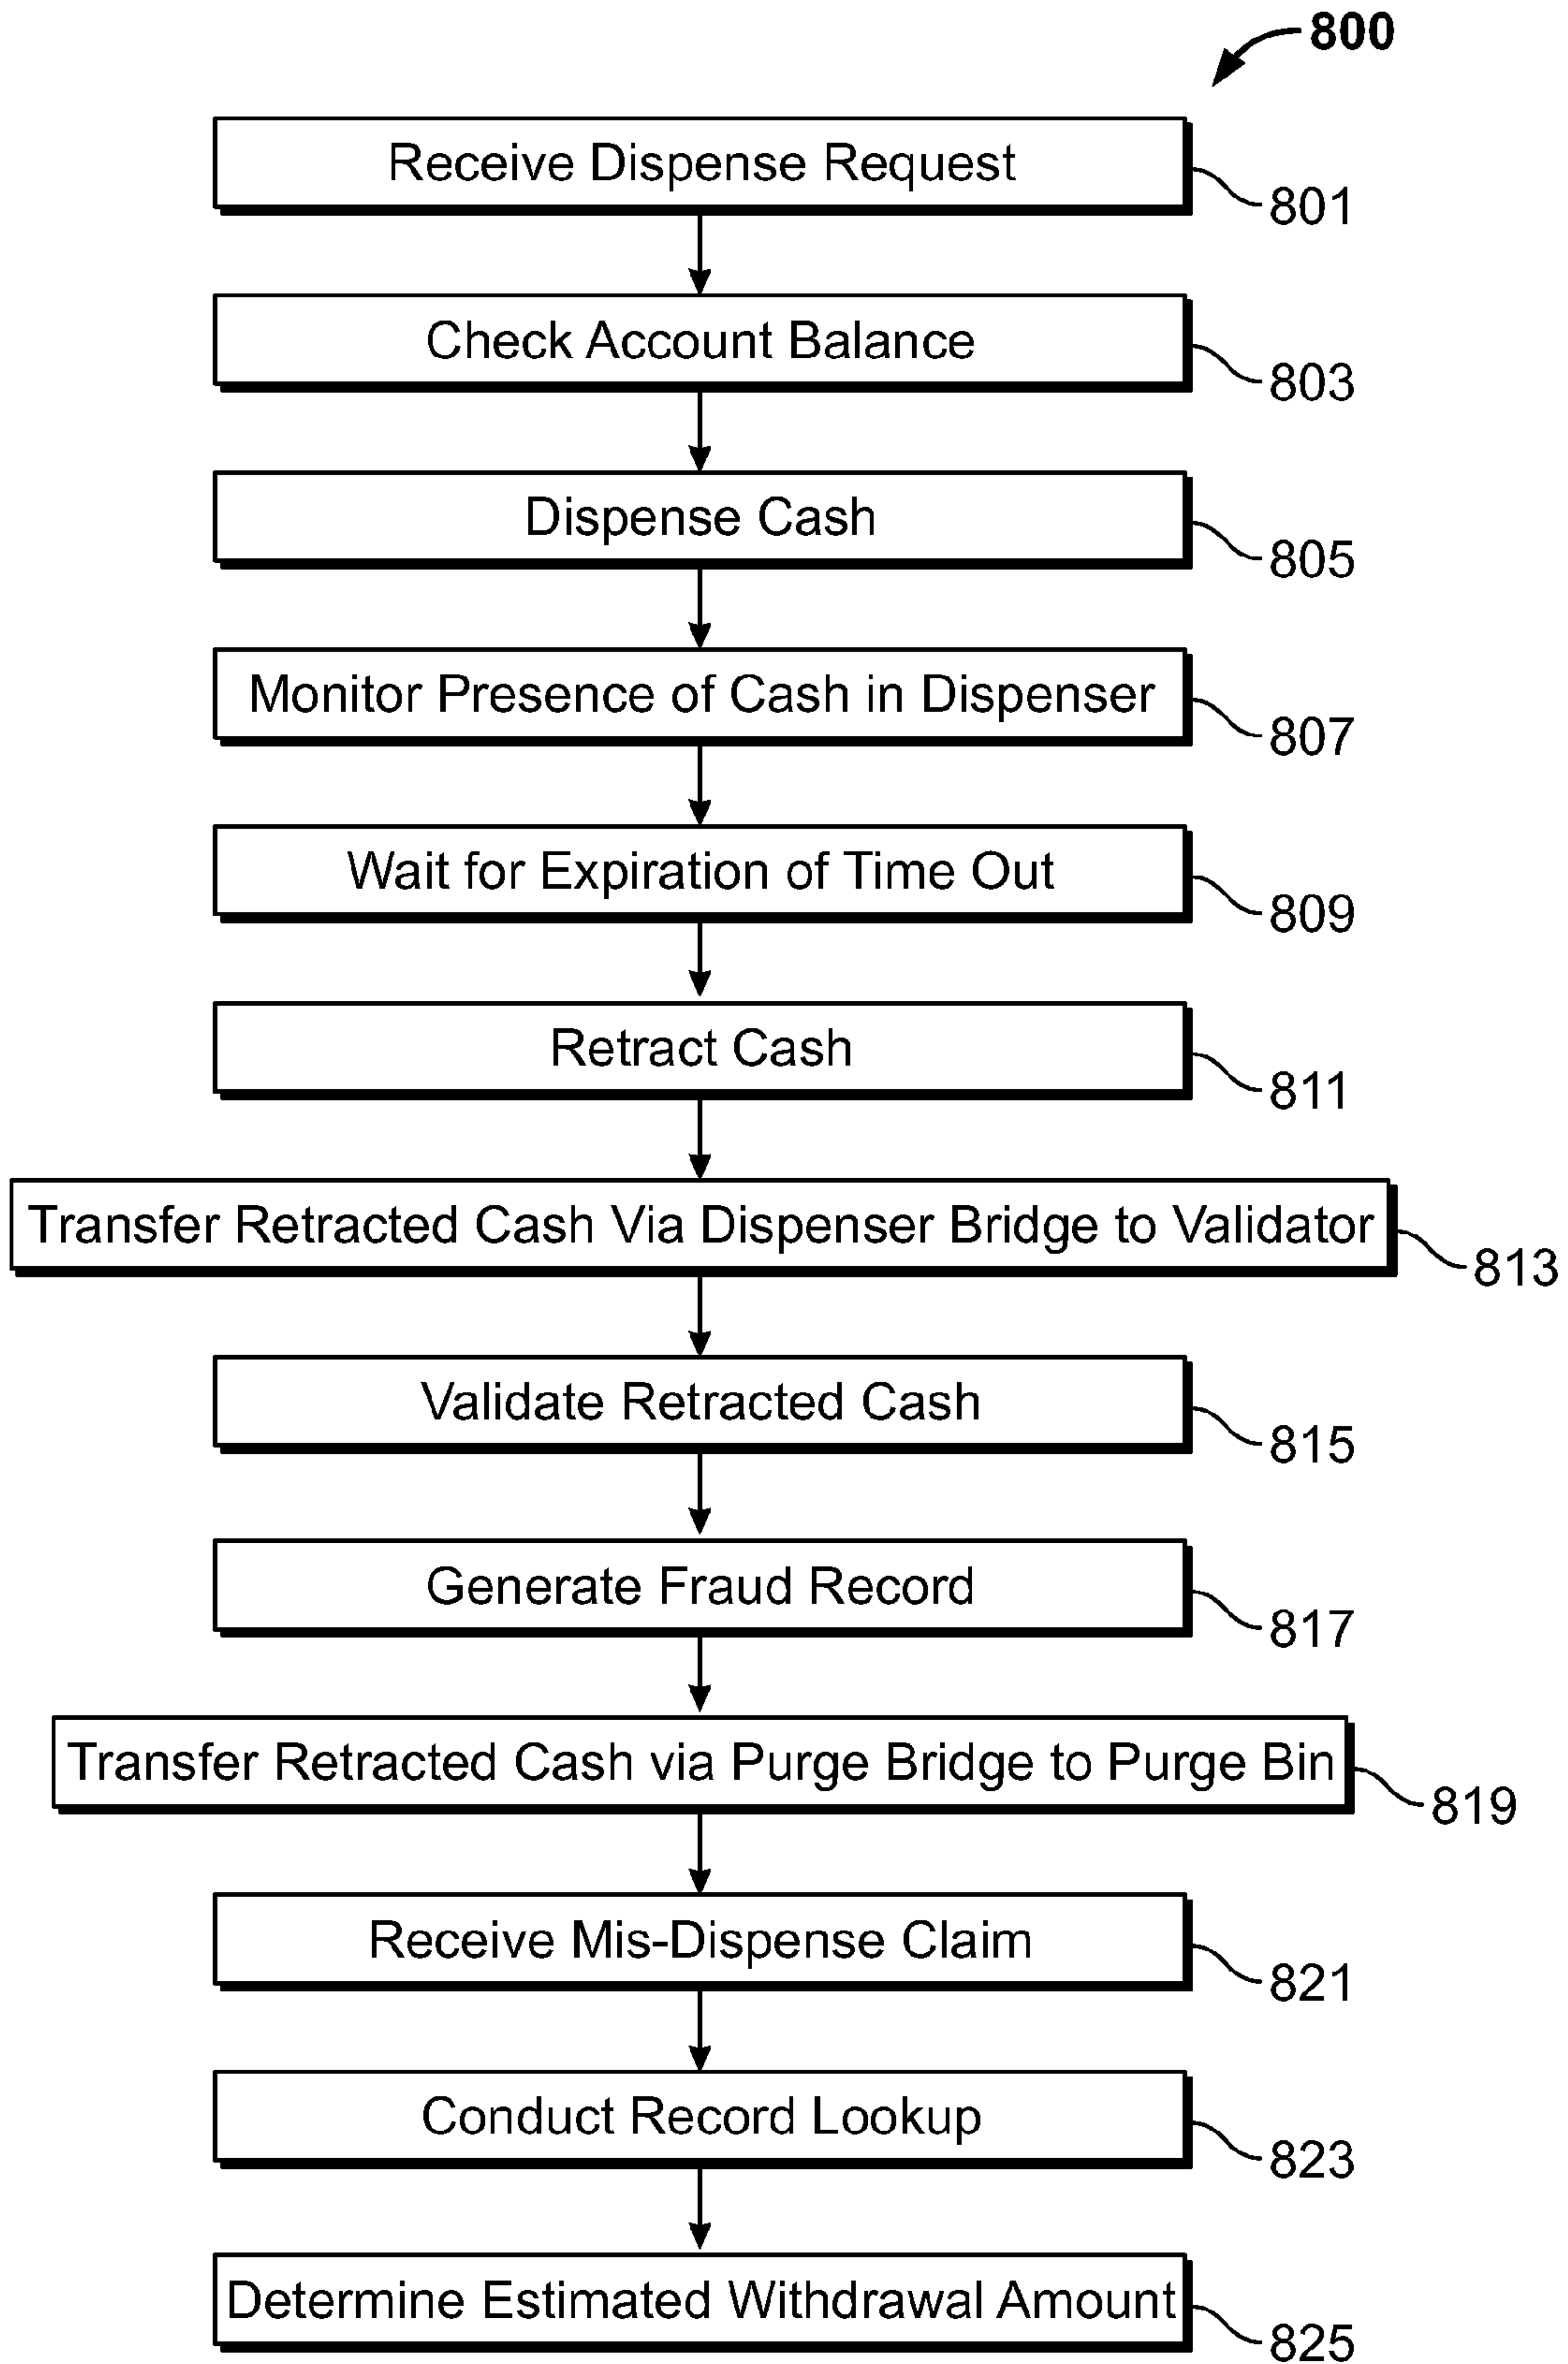 800
Receive Dispense Request
801
Check Account Balance
803
Dispense Cash
805
Monitor Presence of Cash in Dispenser
807
Wait for Expiration of Time Out
809
Retract Cash
811
Transfer Retracted Cash Via Dispenser Bridge to Validator
813
Validate Retracted Cash
815
Generate Fraud Record
817
Transfer Retracted Cash via Purge Bridge to Purge Bin
819
Receive Mis-Dispense Claim
821
Conduct Record Lookup
823
Determine Estimated Withdrawal Amount
825